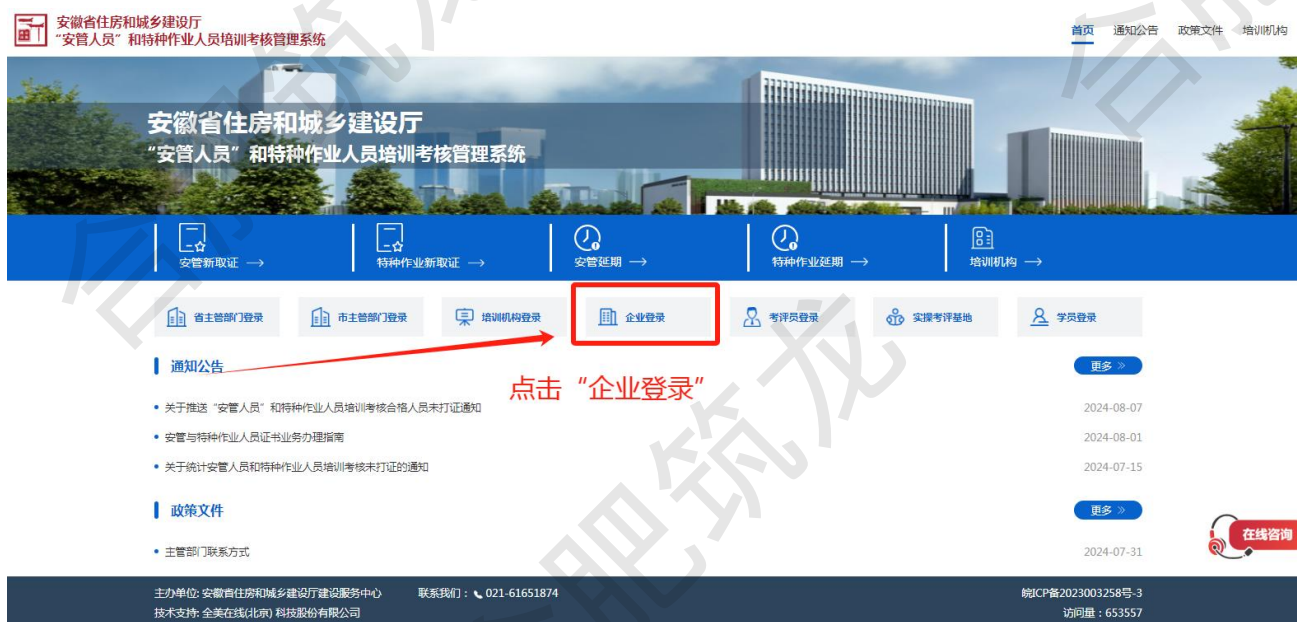 安徽省住房和城乡建设厅
“安管人员”和特种作业人员培训考核管理系统
首页 通知公告 政策文件 培训机构
安徽省住房和城乡建设厅
“安管人员”和特种作业人员培训考核管理系统
安管新取证 → 特种作业新取证 → 安管延期 → 特种作业延期 → 培训机构 →
省主管部门登录 市主管部门登录 培训机构登录 企业登录 考评员登录 实操考评基地 学员登录
通知公告 更多 》
点击“企业登录”
• 关于推送“安管人员”和特种作业人员培训考核合格人员未打证通知 2024-08-07
• 安管与特种作业人员证书业务办理指南 2024-08-01
• 关于统计安管人员和特种作业人员培训考核未打证的通知 2024-07-15
政策文件 更多 》
在线咨询
• 主管部门联系方式 2024-07-31
主办单位: 安徽省住房和城乡建设厅建设服务中心 联系我们： 021-61651874 皖ICP备2023003258号-3
技术支持: 全美在线(北京) 科技股份有限公司 访问量：653557
合肥筑龙
合肥筑龙
合肥